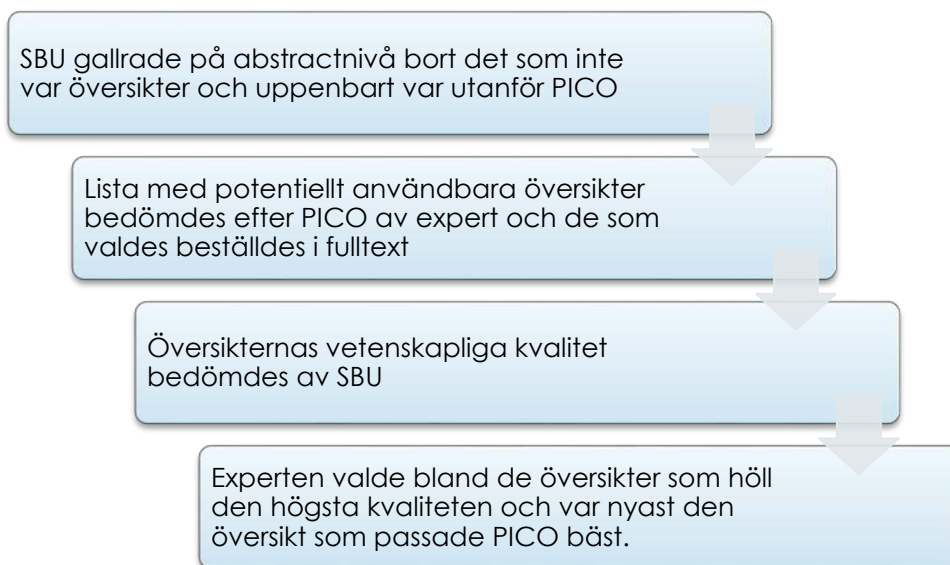 SBU gallrade på abstractnivå bort det som inte
var översikter och uppenbart var utanför PICO
Lista med potentiellt användbara översikter
bedömdes efter PICO av expert och de som
valdes beställdes i fulltext
Översikternas vetenskapliga kvalitet
bedömdes av SBU
Experten valde bland de översikter som höll
den högsta kvaliteten och var nyast den
översikt som passade PICO bäst.